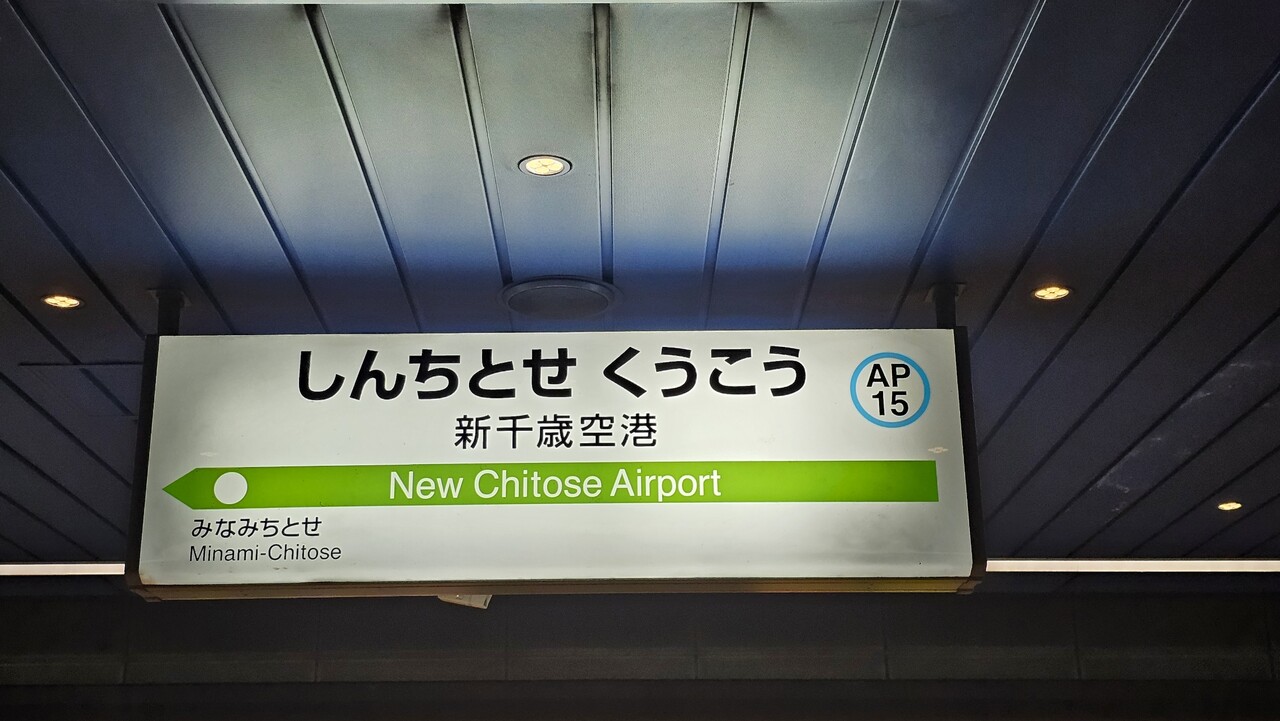 しんちとせ くうこう
AP
15
新千歳空港
New Chitose Airport
みなみちとせ
Minami-Chitose